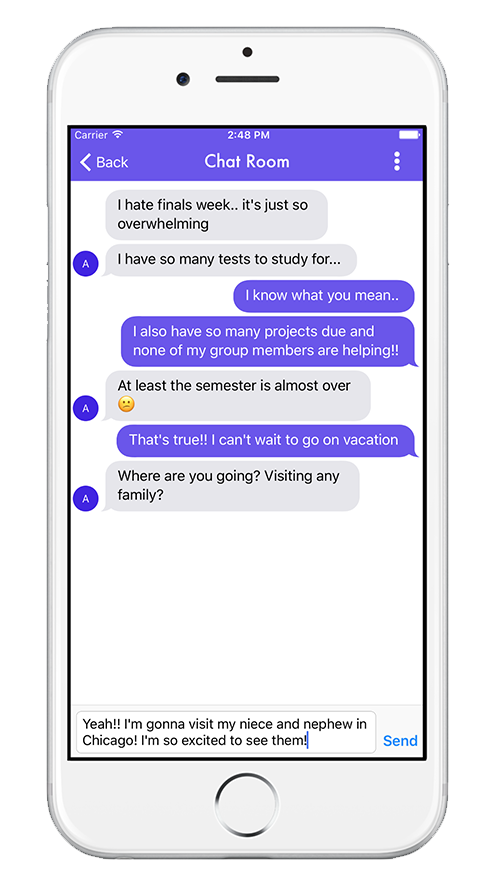 Carrier 2:48 PM
Back Chat Room
I hate finals week.. it's just so
overwhelming
A I have so many tests to study for...
I know what you mean..
I also have so many projects due and
none of my group members are helping!!
At least the semester is almost over
A 😕
That's true!! I can't wait to go on vacation
Where are you going? Visiting any
A family?
Yeah!! I'm gonna visit my niece and nephew in
Chicago! I'm so excited to see them! Send